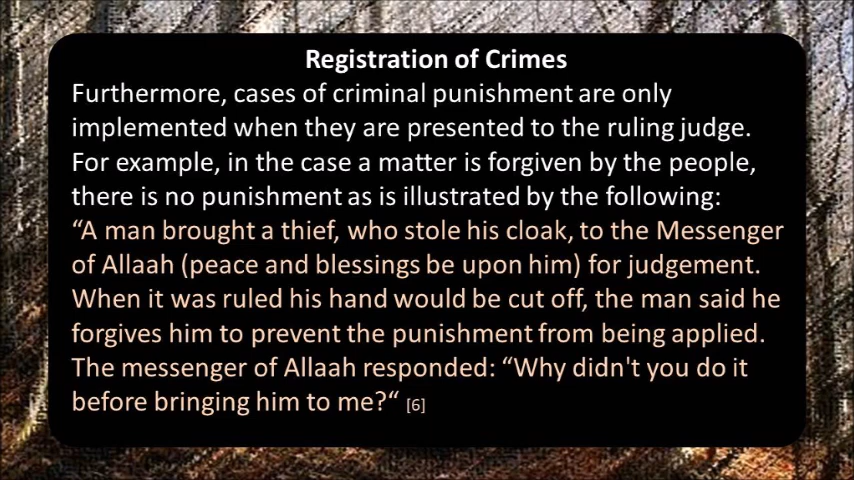 Registration of Crimes
Furthermore, cases of criminal punishment are only
implemented when they are presented to the ruling judge.
For example, in the case a matter is forgiven by the people,
there is no punishment as is illustrated by the following:
“A man brought a thief, who stole his cloak, to the Messenger
of Allaah (peace and blessings be upon him) for judgement.
When it was ruled his hand would be cut off, the man said he
forgives him to prevent the punishment from being applied.
The messenger of Allaah responded: “Why didn't you do it
before bringing him to me?“ [6]